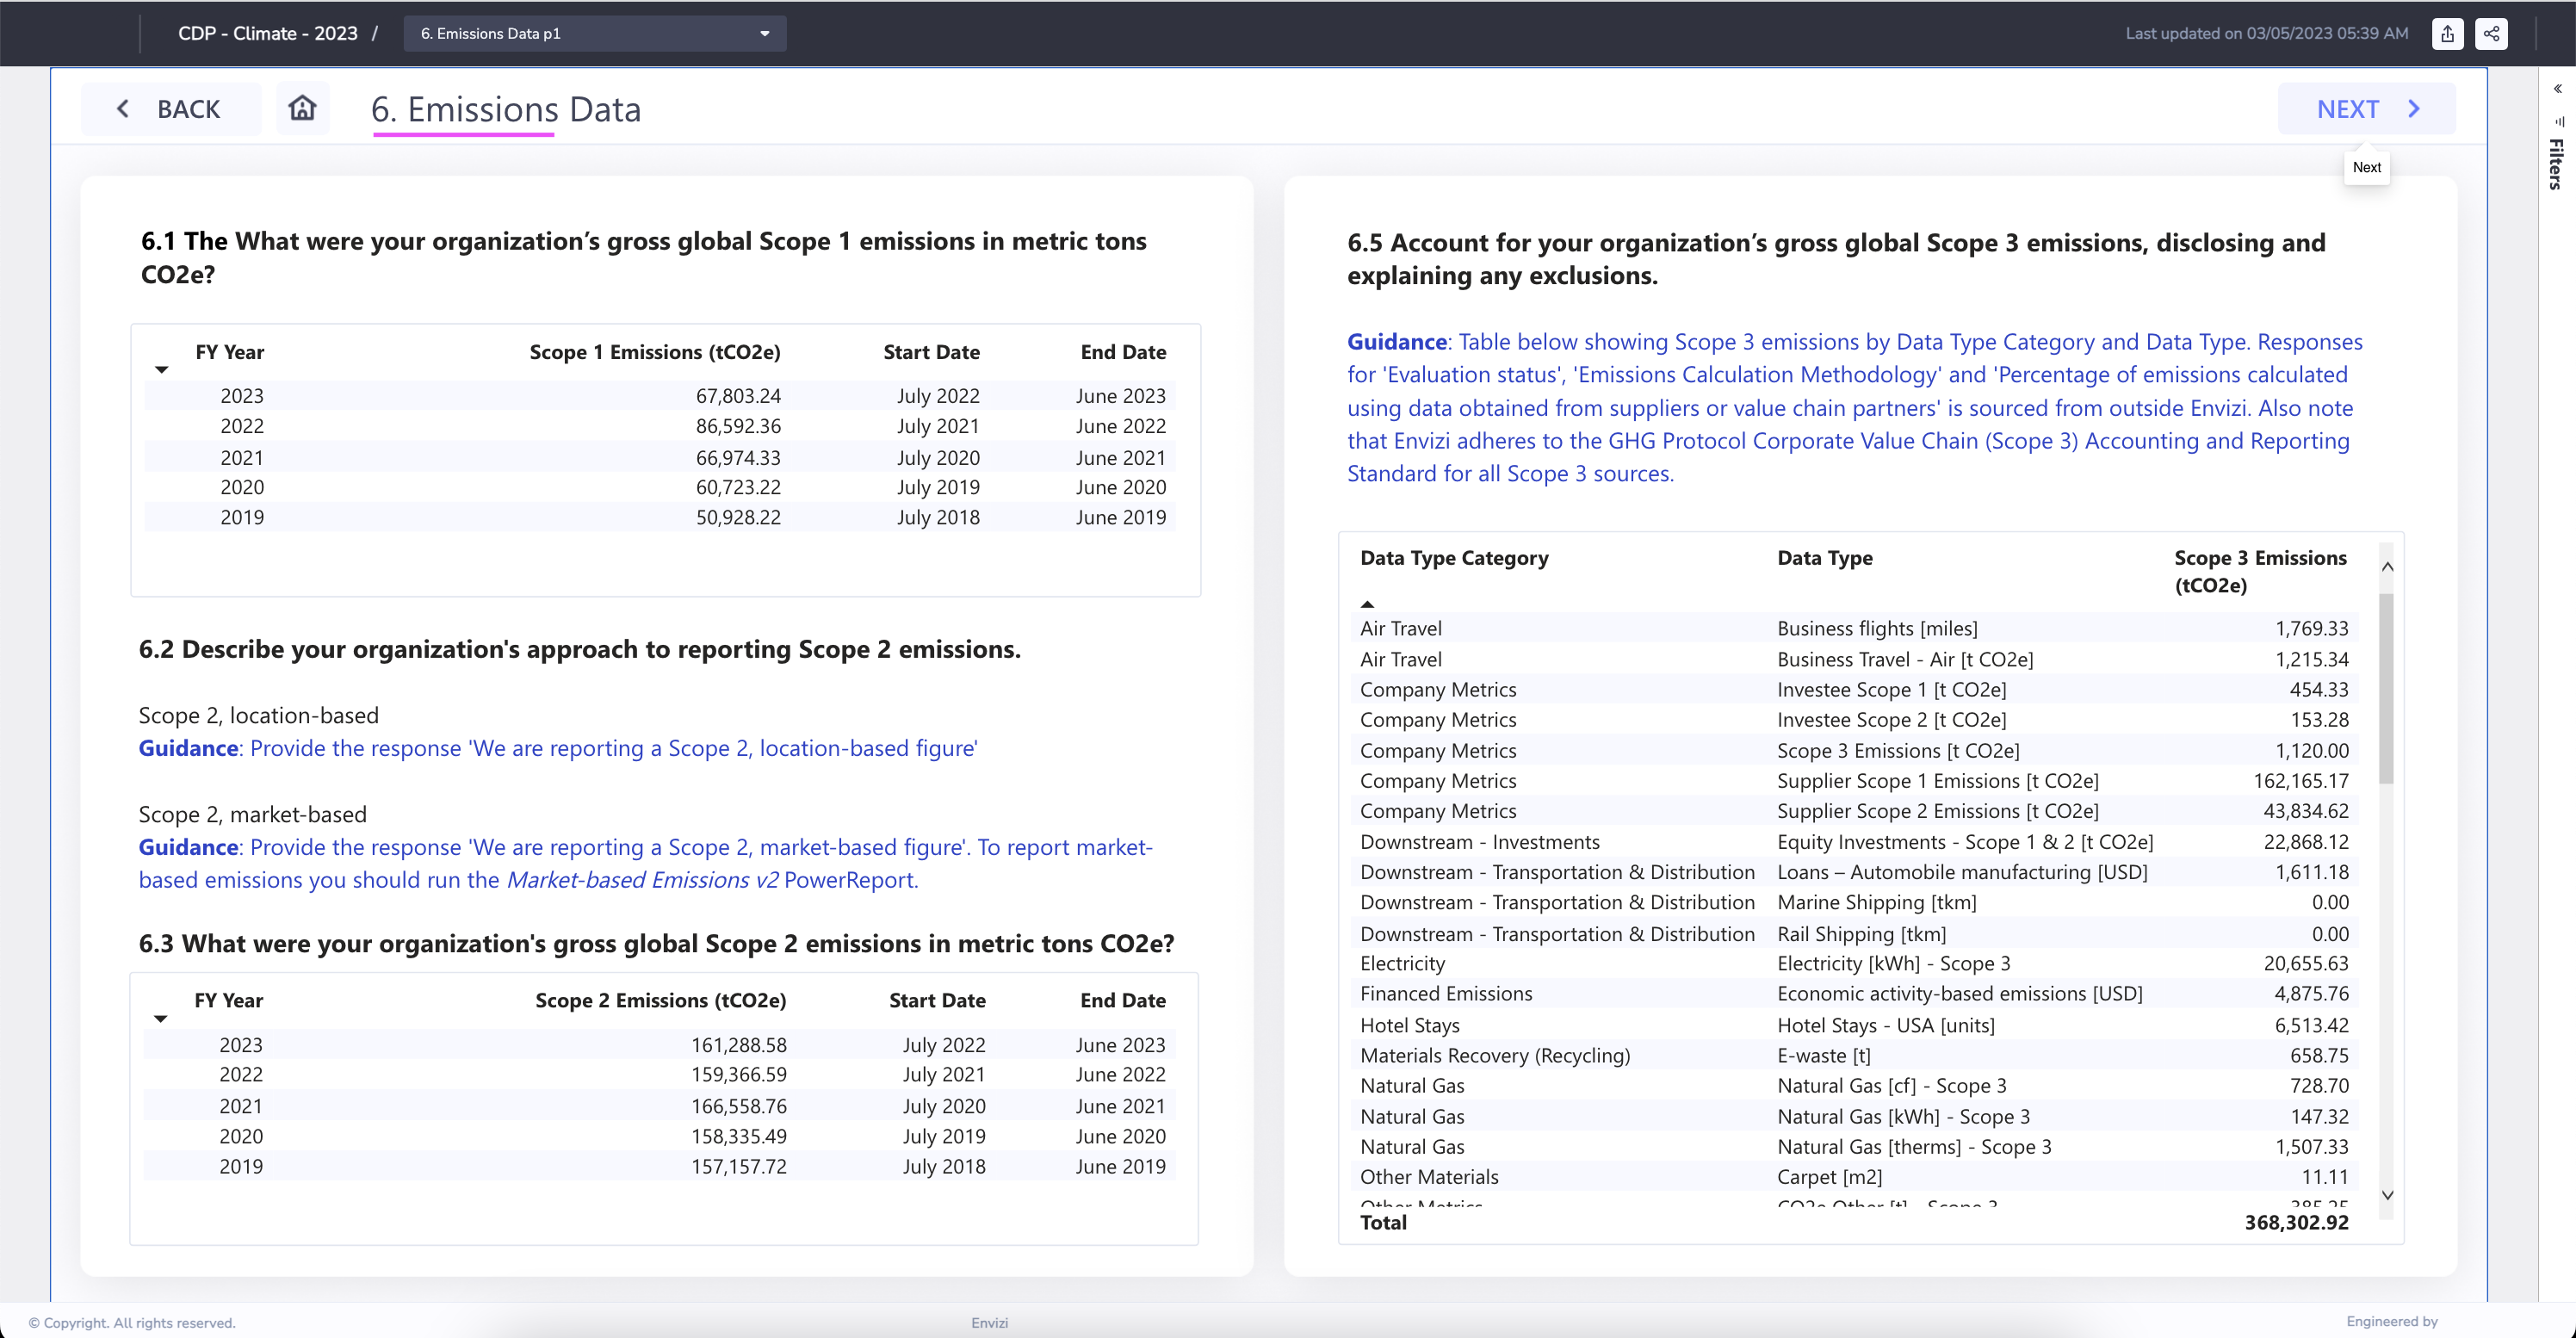 CDP - Climate - 2023 / 6. Emissions Data p1
Last updated on 03/05/2023 05:39 AM
BACK
6. Emissions Data
NEXT
Next
Filters
6.1 The What were your organization’s gross global Scope 1 emissions in metric tons
CO2e?
FY Year Scope 1 Emissions (tCO2e) Start Date End Date
2023 67,803.24 July 2022 June 2023
2022 86,592.36 July 2021 June 2022
2021 66,974.33 July 2020 June 2021
2020 60,723.22 July 2019 June 2020
2019 50,928.22 July 2018 June 2019
6.2 Describe your organization's approach to reporting Scope 2 emissions.
Scope 2, location-based
Guidance: Provide the response 'We are reporting a Scope 2, location-based figure'
Scope 2, market-based
Guidance: Provide the response 'We are reporting a Scope 2, market-based figure'. To report market-
based emissions you should run the Market-based Emissions v2 PowerReport.
6.3 What were your organization's gross global Scope 2 emissions in metric tons CO2e?
FY Year Scope 2 Emissions (tCO2e) Start Date End Date
2023 161,288.58 July 2022 June 2023
2022 159,366.59 July 2021 June 2022
2021 166,558.76 July 2020 June 2021
2020 158,335.49 July 2019 June 2020
2019 157,157.72 July 2018 June 2019
6.5 Account for your organization’s gross global Scope 3 emissions, disclosing and
explaining any exclusions.
Guidance: Table below showing Scope 3 emissions by Data Type Category and Data Type. Responses
for 'Evaluation status', 'Emissions Calculation Methodology' and 'Percentage of emissions calculated
using data obtained from suppliers or value chain partners' is sourced from outside Envizi. Also note
that Envizi adheres to the GHG Protocol Corporate Value Chain (Scope 3) Accounting and Reporting
Standard for all Scope 3 sources.
Data Type Category Data Type Scope 3 Emissions
(tCO2e)
Air Travel Business flights [miles] 1,769.33
Air Travel Business Travel - Air [t CO2e] 1,215.34
Company Metrics Investee Scope 1 [t CO2e] 454.33
Company Metrics Investee Scope 2 [t CO2e] 153.28
Company Metrics Scope 3 Emissions [t CO2e] 1,120.00
Company Metrics Supplier Scope 1 Emissions [t CO2e] 162,165.17
Company Metrics Supplier Scope 2 Emissions [t CO2e] 43,834.62
Downstream - Investments Equity Investments - Scope 1 & 2 [t CO2e] 22,868.12
Downstream - Transportation & Distribution Loans – Automobile manufacturing [USD] 1,611.18
Downstream - Transportation & Distribution Marine Shipping [tkm] 0.00
Downstream - Transportation & Distribution Rail Shipping [tkm] 0.00
Electricity Electricity [kWh] - Scope 3 20,655.63
Financed Emissions Economic activity-based emissions [USD] 4,875.76
Hotel Stays Hotel Stays - USA [units] 6,513.42
Materials Recovery (Recycling) E-waste [t] 658.75
Natural Gas Natural Gas [cf] - Scope 3 728.70
Natural Gas Natural Gas [kWh] - Scope 3 147.32
Natural Gas Natural Gas [therms] - Scope 3 1,507.33
Other Materials Carpet [m2] 11.11
Other Metrics CO2e Other [t] - Scope 3 385.25
Total 368,302.92
© Copyright. All rights reserved.
Envizi
Engineered by